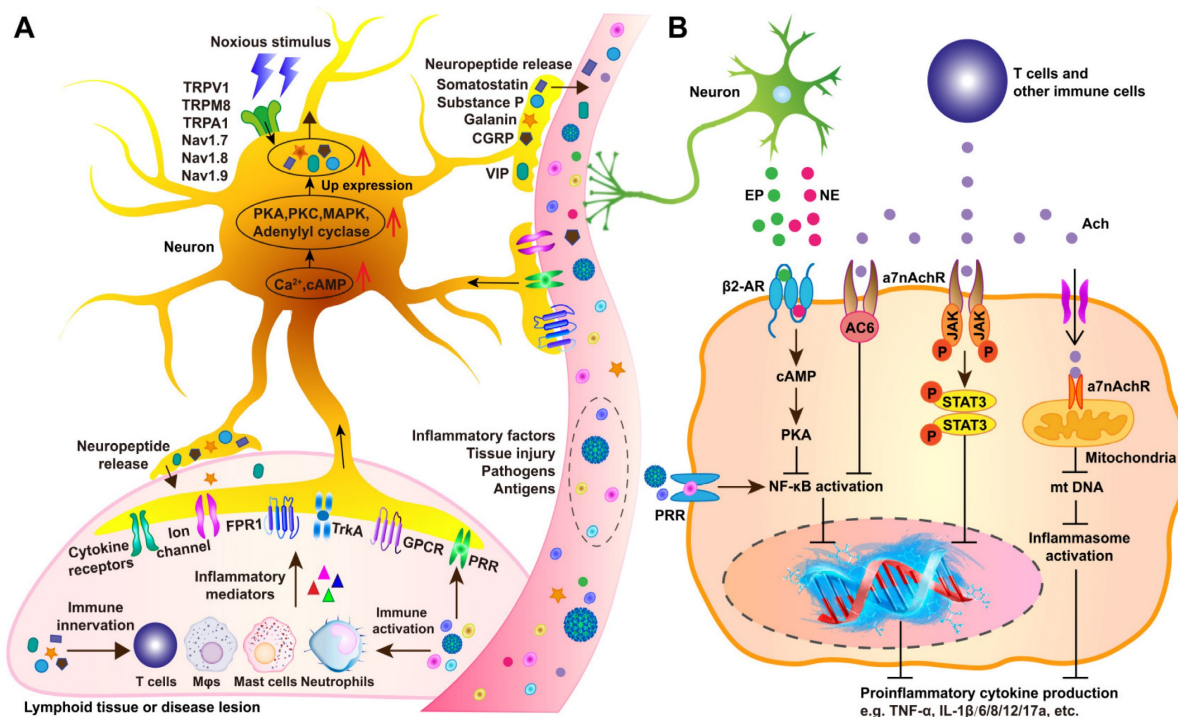 A
Noxious stimulus
TRPV1
TRPM8
TRPA1
Nav1.7
Nav1.8
Nav1.9
Up expression
PKA,PKC,MAPK,
Adenylyl cyclase
Neuron
Ca²⁺,cAMP
Neuropeptide release
Somatostatin
Substance P
Galanin
CGRP
VIP
Neuropeptide
release
Inflammatory factors
Tissue injury
Pathogens
Antigens
Cytokine
receptors
Ion
channel
FPR1
TrkA
GPCR
PRR
Inflammatory
mediators
Immune
innervation
Immune
activation
T cells
Mφs
Mast cells
Neutrophils
Lymphoid tissue or disease lesion
B
Neuron
T cells and
other immune cells
EP
NE
Ach
β2-AR
a7nAchR
AC6
JAK
JAK
P
P
cAMP
PKA
P
STAT3
P
STAT3
a7nAchR
Mitochondria
PRR
NF-κB activation
mt DNA
Inflammasome
activation
Proinflammatory cytokine production
e.g. TNF-α, IL-1β/6/8/12/17a, etc.